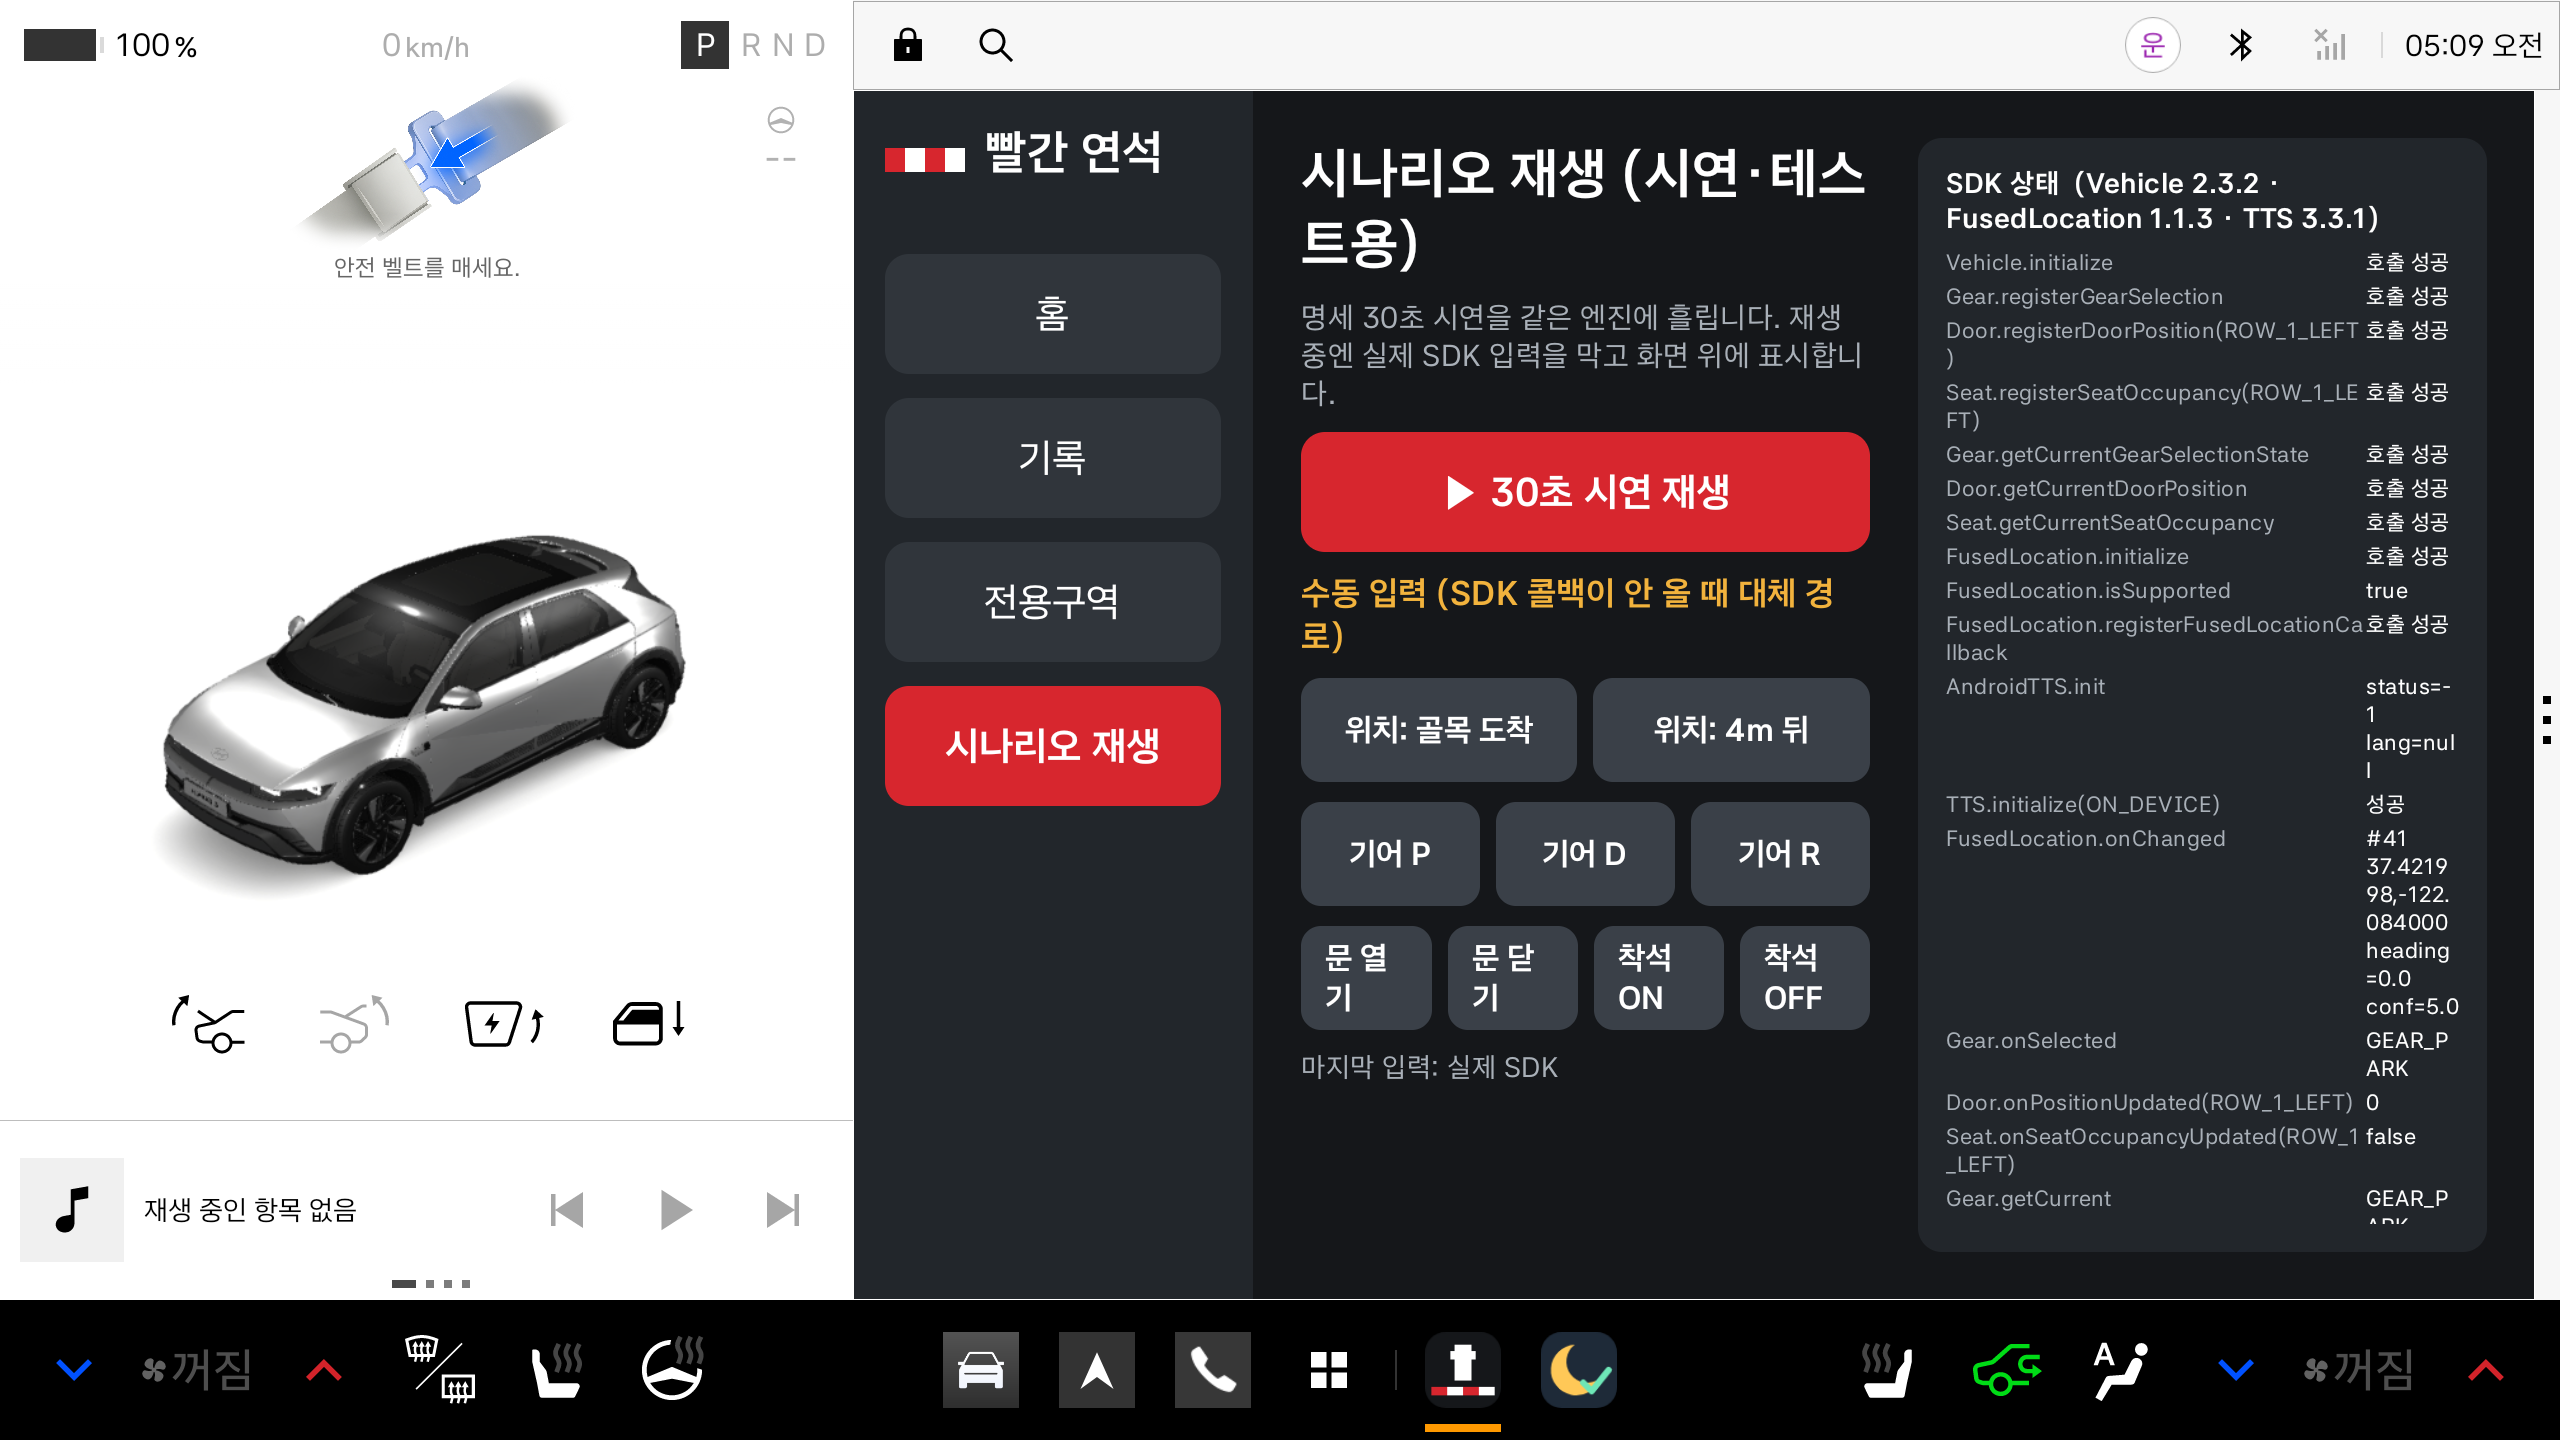 100 %
0 km/h
P R N D
운
05:09 오전
안전 벨트를 매세요.
--
재생 중인 항목 없음
빨간 연석
홈
기록
전용구역
시나리오 재생
시나리오 재생 (시연·테스
트용)
명세 30초 시연을 같은 엔진에 흘립니다. 재생
중엔 실제 SDK 입력을 막고 화면 위에 표시합니
다.
▶ 30초 시연 재생
수동 입력 (SDK 콜백이 안 올 때 대체 경
로)
위치: 골목 도착
위치: 4m 뒤
기어 P
기어 D
기어 R
문 열
기
문 닫
기
착석
ON
착석
OFF
마지막 입력: 실제 SDK
SDK 상태 (Vehicle 2.3.2 ·
FusedLocation 1.1.3 · TTS 3.3.1)
Vehicle.initialize 호출 성공
Gear.registerGearSelection 호출 성공
Door.registerDoorPosition(ROW_1_LEFT 호출 성공
)
Seat.registerSeatOccupancy(ROW_1_LE 호출 성공
FT)
Gear.getCurrentGearSelectionState 호출 성공
Door.getCurrentDoorPosition 호출 성공
Seat.getCurrentSeatOccupancy 호출 성공
FusedLocation.initialize 호출 성공
FusedLocation.isSupported true
FusedLocation.registerFusedLocationCa 호출 성공
llback
AndroidTTS.init status=-
1
lang=nul
l
TTS.initialize(ON_DEVICE) 성공
FusedLocation.onChanged #41
37.4219
98,-122.
084000
heading
=0.0
conf=5.0
Gear.onSelected GEAR_P
ARK
Door.onPositionUpdated(ROW_1_LEFT) 0
Seat.onSeatOccupancyUpdated(ROW_1 false
_LEFT)
Gear.getCurrent GEAR_P
ARK
꺼짐
A
꺼짐